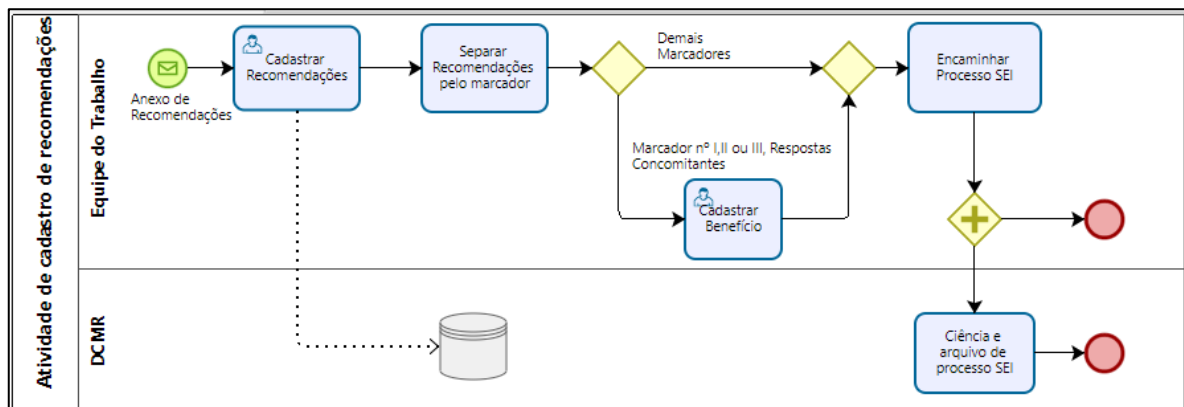 Atividade de cadastro de recomendações
Equipe do Trabalho
Anexo de
Recomendações
Cadastrar
Recomendações
Separar
Recomendações
pelo marcador
Demais
Marcadores
Marcador nº I,II ou III, Respostas
Concomitantes
Cadastrar
Benefício
Encaminhar
Processo SEI
DCMR
Ciência e
arquivo de
processo SEI